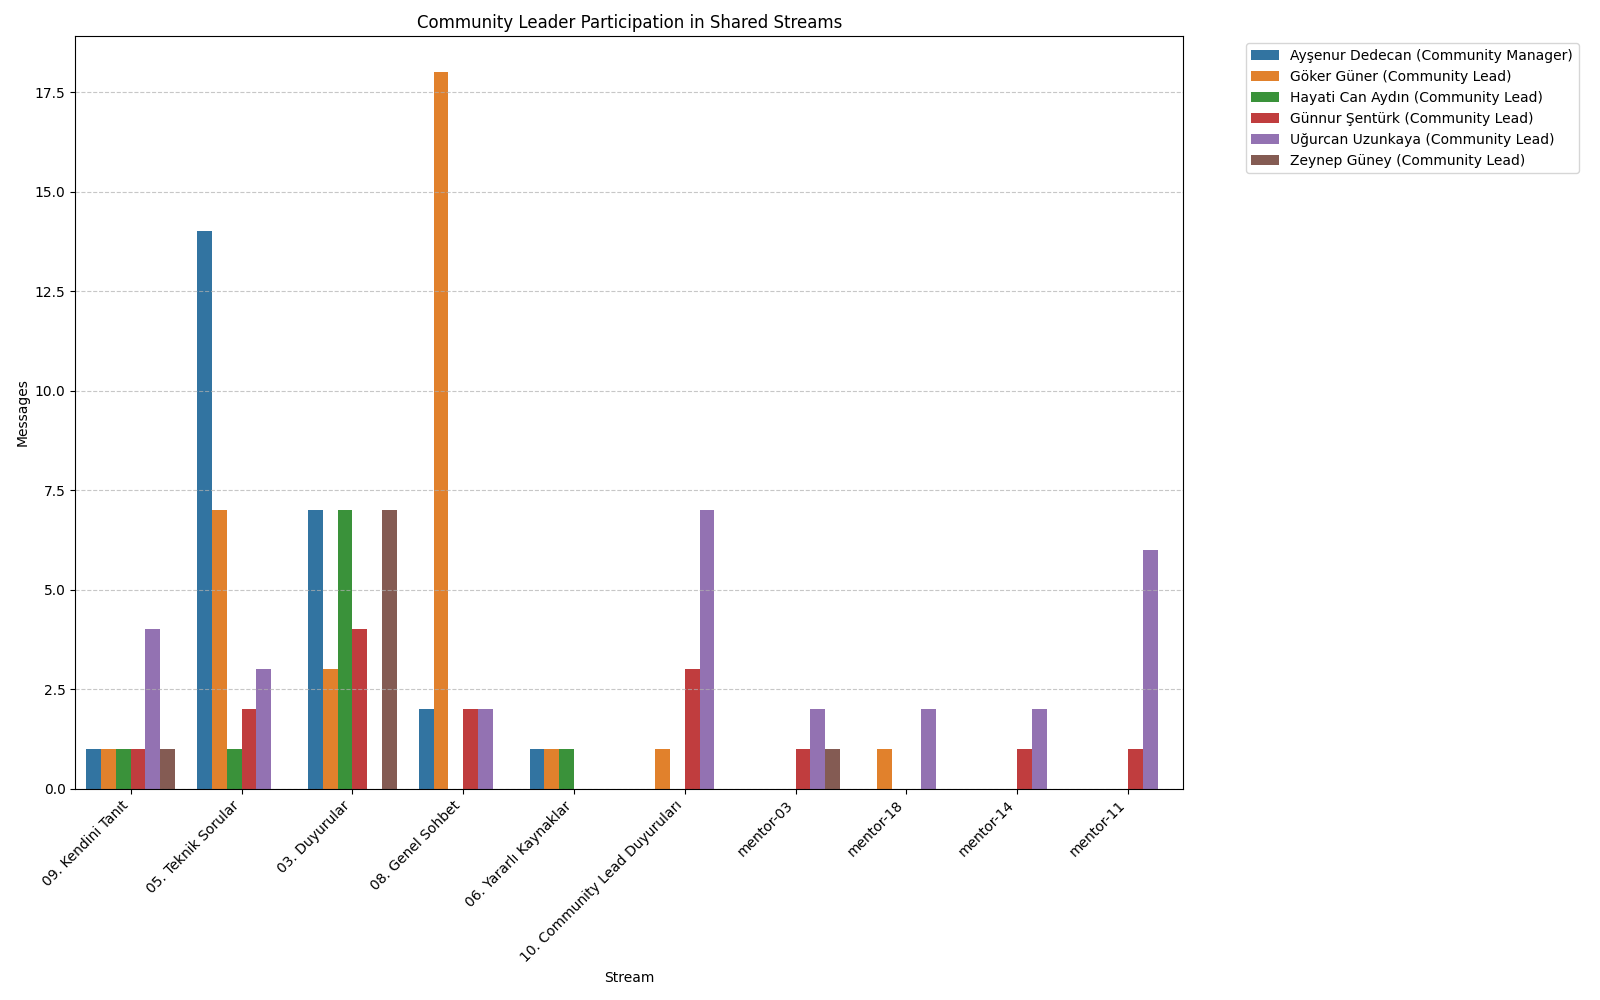 Community Leader Participation in Shared Streams
Ayşenur Dedecan (Community Manager)
Göker Güner (Community Lead)
Hayati Can Aydın (Community Lead)
Günnur Şentürk (Community Lead)
Uğurcan Uzunkaya (Community Lead)
Zeynep Güney (Community Lead)
Messages
17.5
15.0
12.5
10.0
7.5
5.0
2.5
0.0
09. Kendini Tanıt
05. Teknik Sorular
03. Duyurular
08. Genel Sohbet
06. Yararlı Kaynaklar
10. Community Lead Duyuruları
mentor-03
mentor-18
mentor-14
mentor-11
Stream